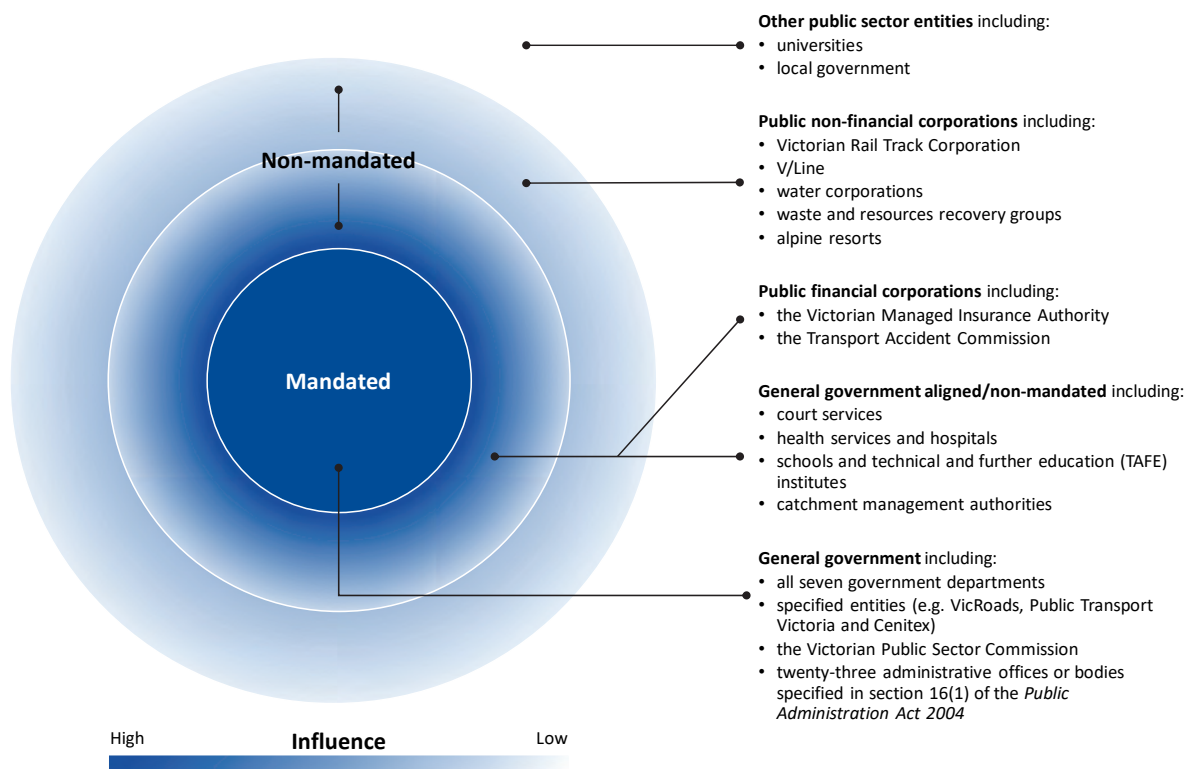 Other public sector entities including:
• universities
• local government
Public non-financial corporations including:
• Victorian Rail Track Corporation
• V/Line
• water corporations
• waste and resources recovery groups
• alpine resorts
Public financial corporations including:
• the Victorian Managed Insurance Authority
• the Transport Accident Commission
General government aligned/non-mandated including:
• court services
• health services and hospitals
• schools and technical and further education (TAFE)
institutes
• catchment management authorities
General government including:
• all seven government departments
• specified entities (e.g. VicRoads, Public Transport
Victoria and Cenitex)
• the Victorian Public Sector Commission
• twenty-three administrative offices or bodies
specified in section 16(1) of the Public
Administration Act 2004
Non-mandated
Mandated
High Influence Low